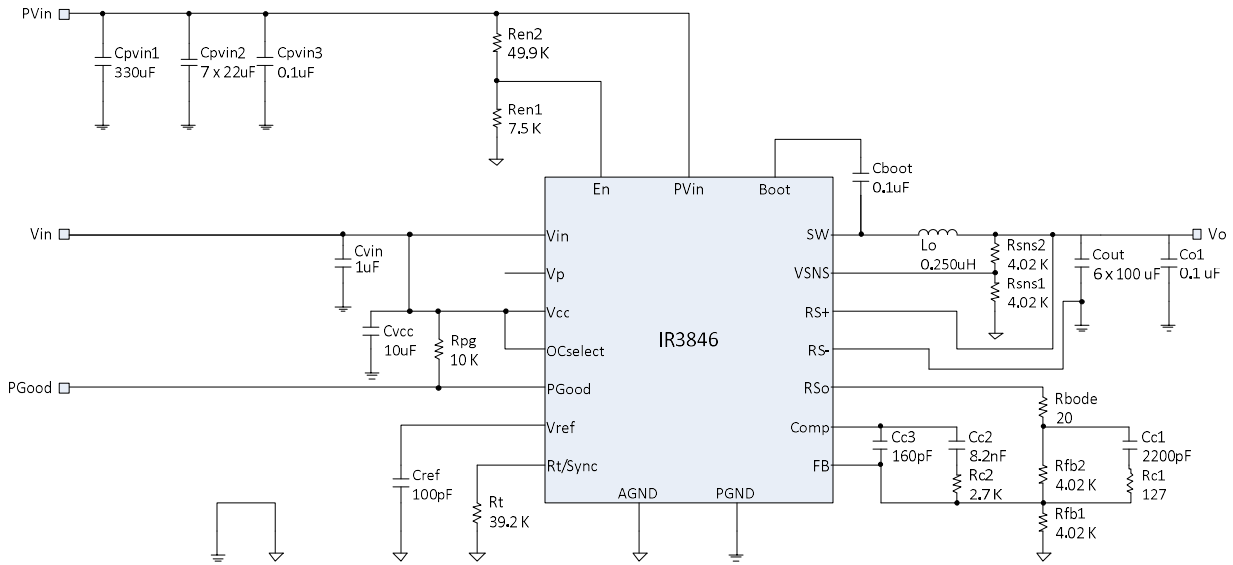 PVin
Cpvin1
330uF
Cpvin2
7 x 22uF
Cpvin3
0.1uF
Ren2
49.9 K
Ren1
7.5 K
Cboot
0.1uF
En
PVin
Boot
Vin
Cvin
1uF
Vin
SW
Lo
0.250uH
Rsns2
4.02 K
Vo
Cout
6 x 100 uF
Co1
0.1 uF
Vp
VSNS
Rsns1
4.02 K
Cvcc
10uF
Rpg
10 K
Vcc
RS+
IR3846
OCselect
RS-
PGood
PGood
RSo
Rbode
20
Vref
Comp
Cc3
160pF
Cc2
8.2nF
Cc1
2200pF
Cref
100pF
Rt/Sync
FB
Rc2
2.7 K
Rfb2
4.02 K
Rc1
127
Rt
39.2 K
AGND
PGND
Rfb1
4.02 K